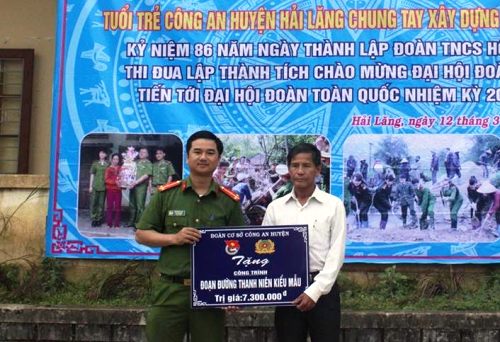 TUỔI TRẺ CÔNG AN HUYỆN HẢI LĂNG CHUNG TAY XÂY DỰNG
KỶ NIỆM 86 NĂM NGÀY THÀNH LẬP ĐOÀN TNCS H
THI ĐUA LẬP THÀNH TÍCH CHÀO MỪNG ĐẠI HỘI ĐOÀ
TIẾN TỚI ĐẠI HỘI ĐOÀN TOÀN QUỐC NHIỆM KỲ 20
Hải Lăng, ngày 12 tháng 3
ĐOÀN CƠ SỞ CÔNG AN HUYỆN
Tặng
CÔNG TRÌNH
ĐOẠN ĐƯỜNG THANH NIÊN KIỂU MẪU
Trị giá:7.300.000đ